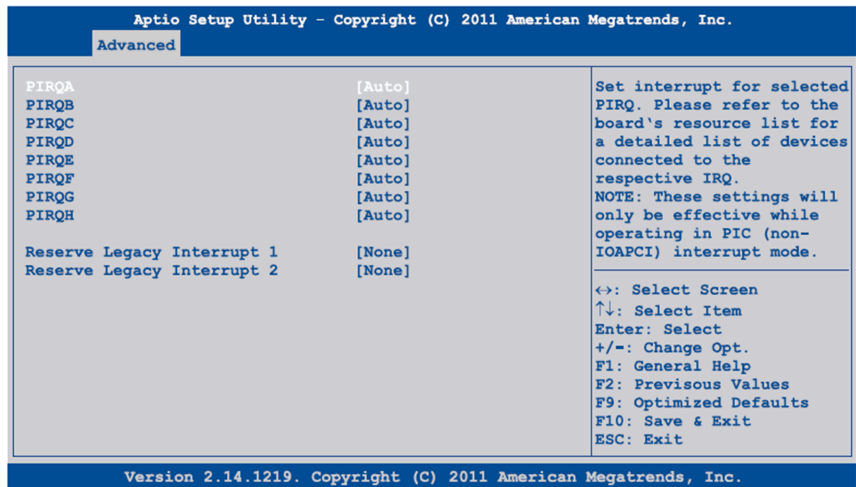 Aptio Setup Utility – Copyright (C) 2011 American Megatrends, Inc.
Advanced
PIRQA [Auto]
PIRQB [Auto]
PIRQC [Auto]
PIRQD [Auto]
PIRQE [Auto]
PIRQF [Auto]
PIRQG [Auto]
PIRQH [Auto]
Reserve Legacy Interrupt 1 [None]
Reserve Legacy Interrupt 2 [None]
Set interrupt for selected
PIRQ. Please refer to the
board‘s resource list for
a detailed list of devices
connected to the
respective IRQ.
NOTE: These settings will
only be effective while
operating in PIC (non-
IOAPCI) interrupt mode.
↔: Select Screen
↑↓: Select Item
Enter: Select
+/-: Change Opt.
F1: General Help
F2: Previsous Values
F9: Optimized Defaults
F10: Save & Exit
ESC: Exit
Version 2.14.1219. Copyright (C) 2011 American Megatrends, Inc.